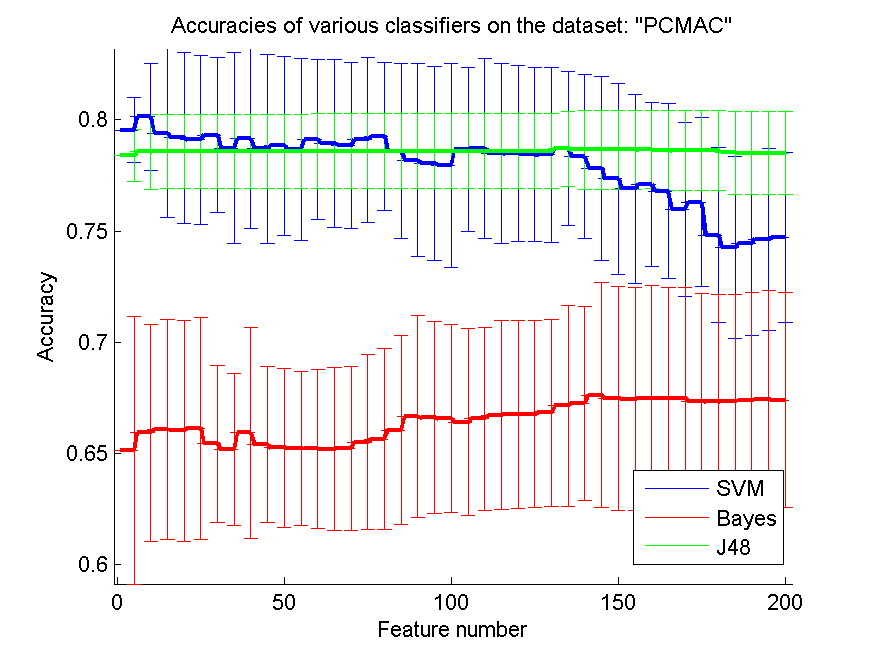 Accuracies of various classifiers on the dataset: "PCMAC"
0.8
0.75
0.7
0.65
0.6
Accuracy
0 50 100 150 200
Feature number
SVM
Bayes
J48